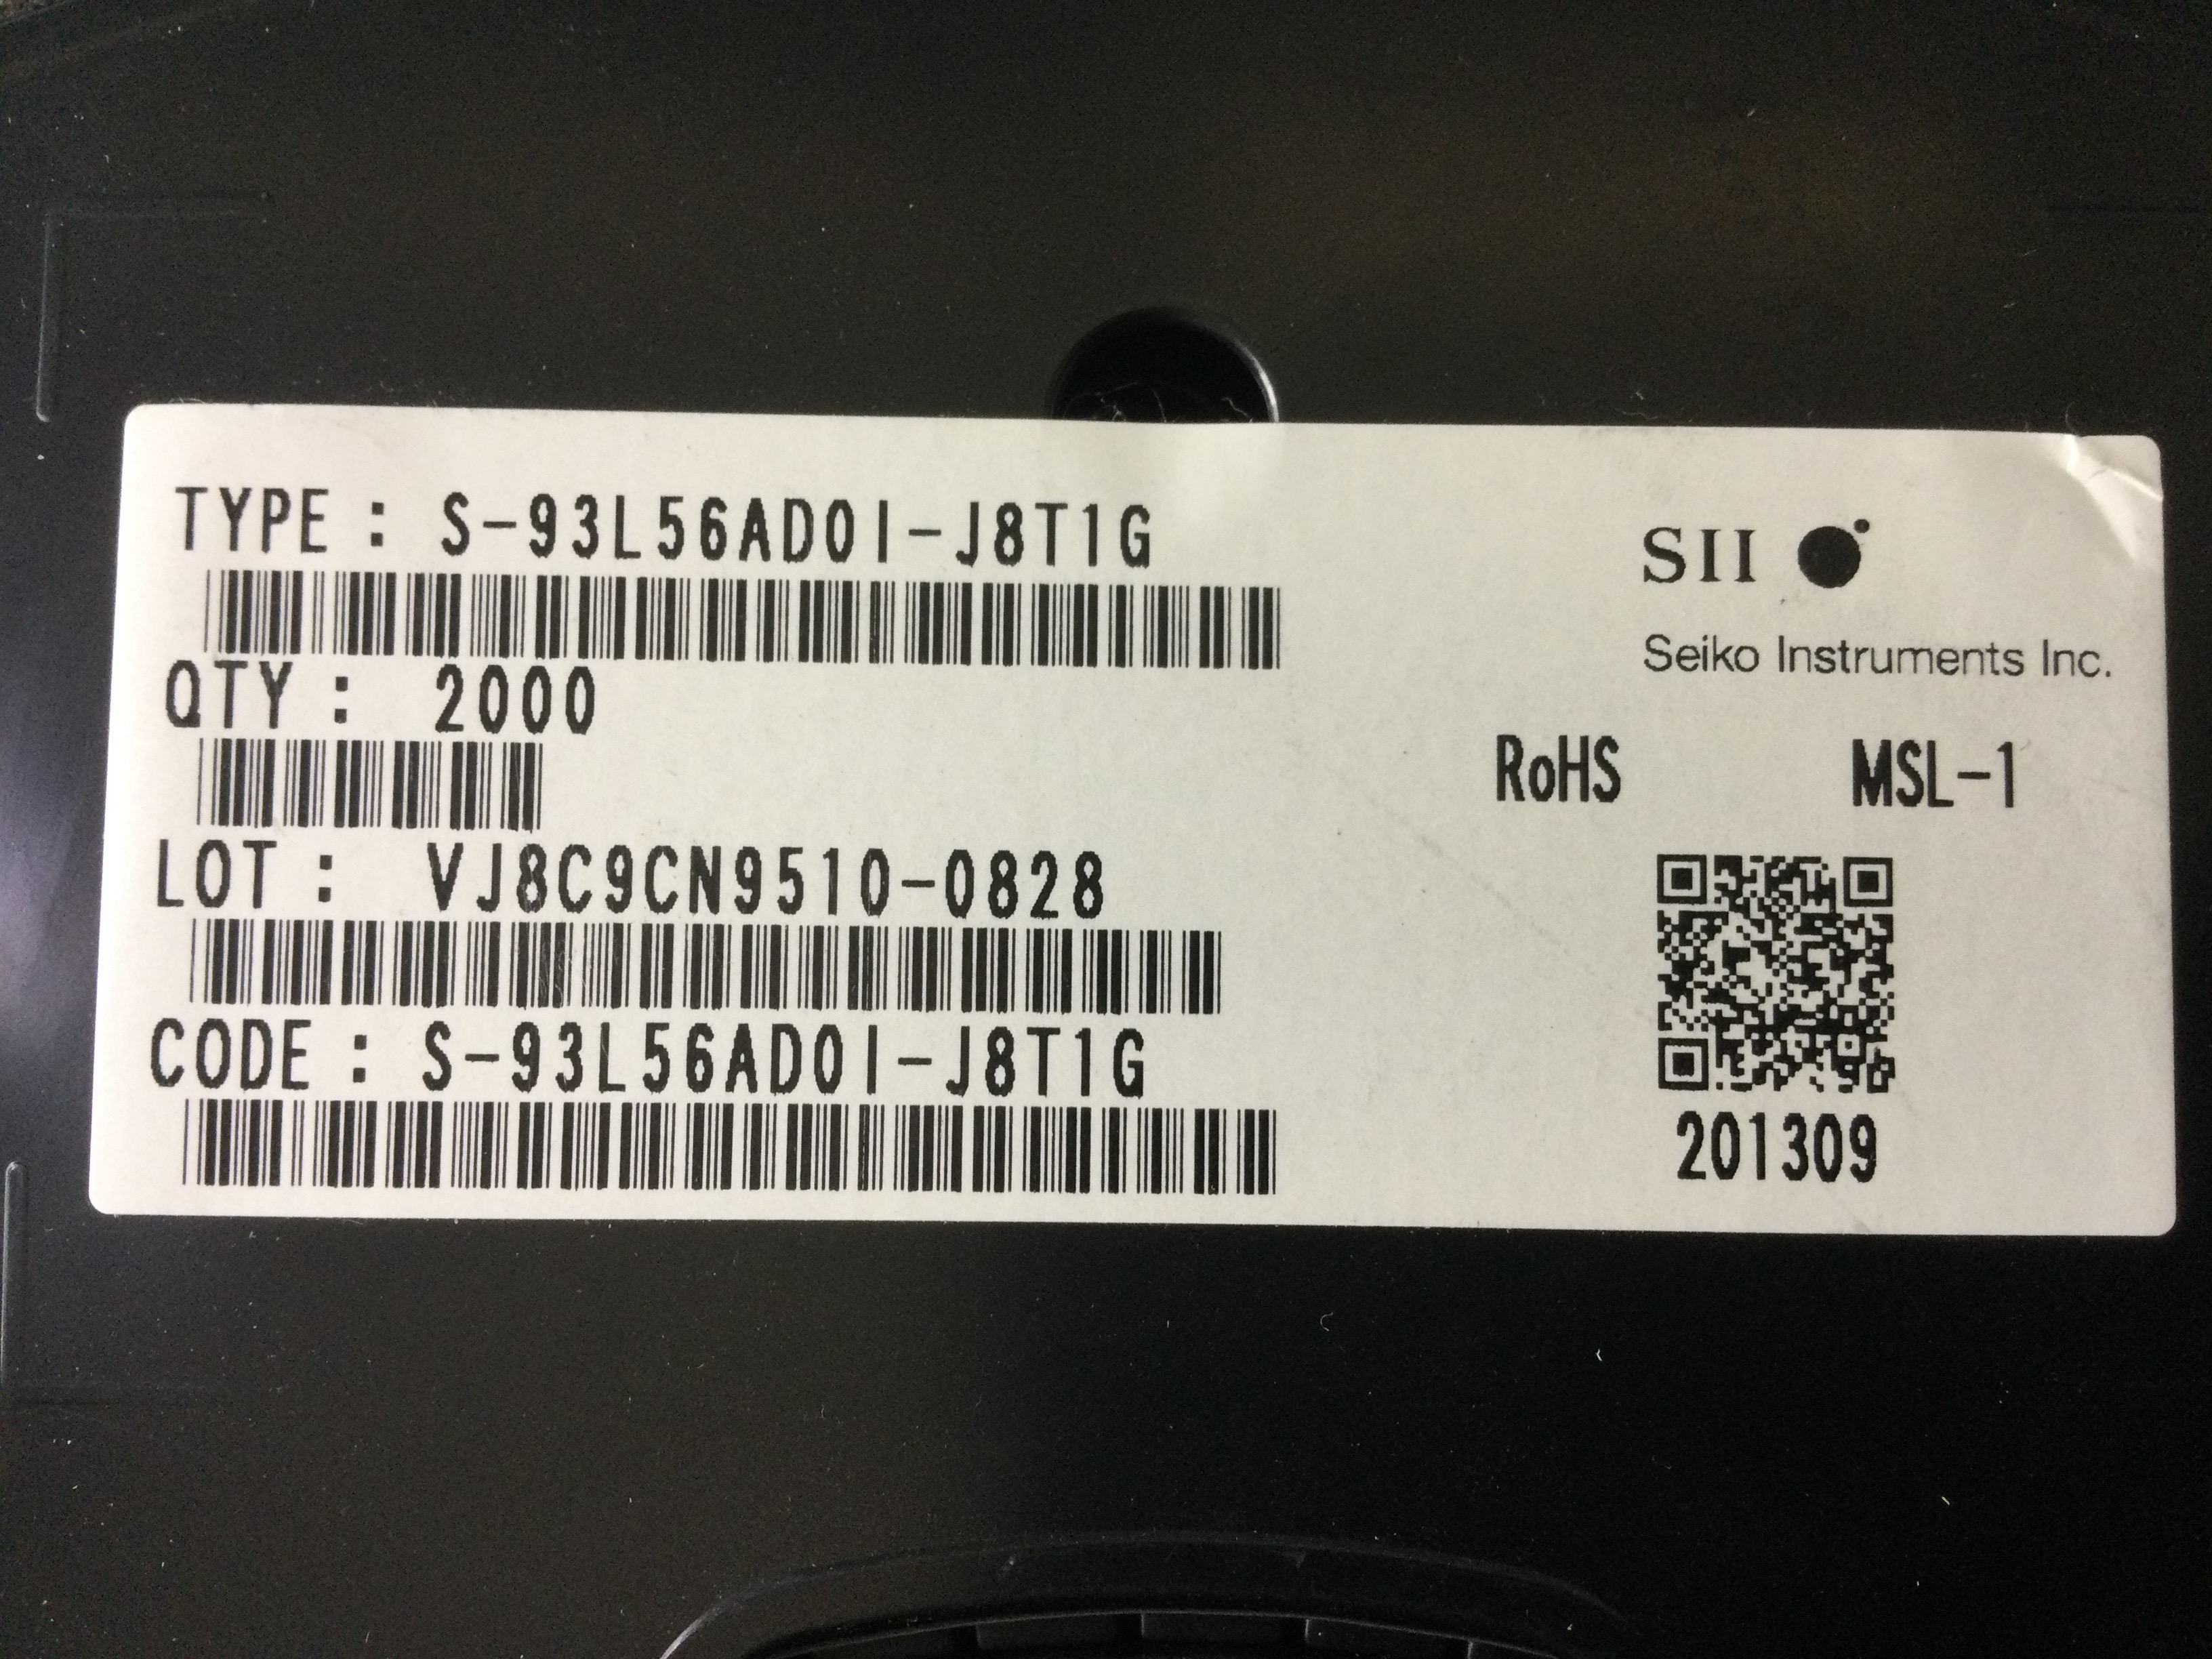 TYPE : S-93L56AD0I-J8T1G
QTY : 2000
LOT : VJ8C9CN9510-0828
CODE : S-93L56AD0I-J8T1G
SII
Seiko Instruments Inc.
RoHS MSL-1
201309